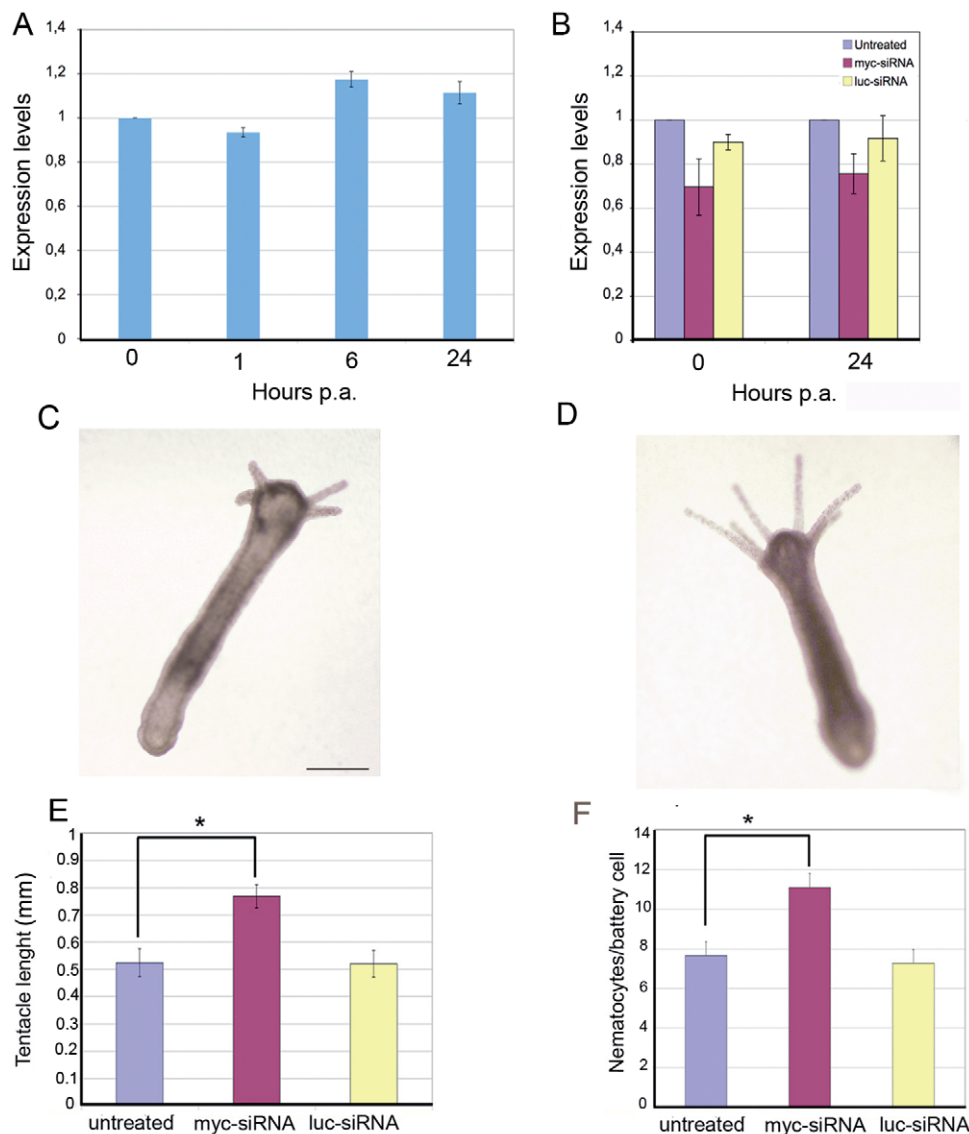 A
1,4
1,2
1
0,8
0,6
0,4
0,2
0
Expression levels
0 1 6 24
Hours p.a.
B
1,4
1,2
1
0,8
0,6
0,4
0,2
0
Expression levels
Untreated
myc-siRNA
luc-siRNA
0 24
Hours p.a.
C
D
E
1
0.9
0.8
0.7
0.6
0.5
0.4
0.3
0.2
0.1
0
Tentacle lenght (mm)
*
untreated myc-siRNA luc-siRNA
F
14
12
10
8
6
4
2
0
Nematocytes/battery cell
*
untreated myc-siRNA luc-siRNA